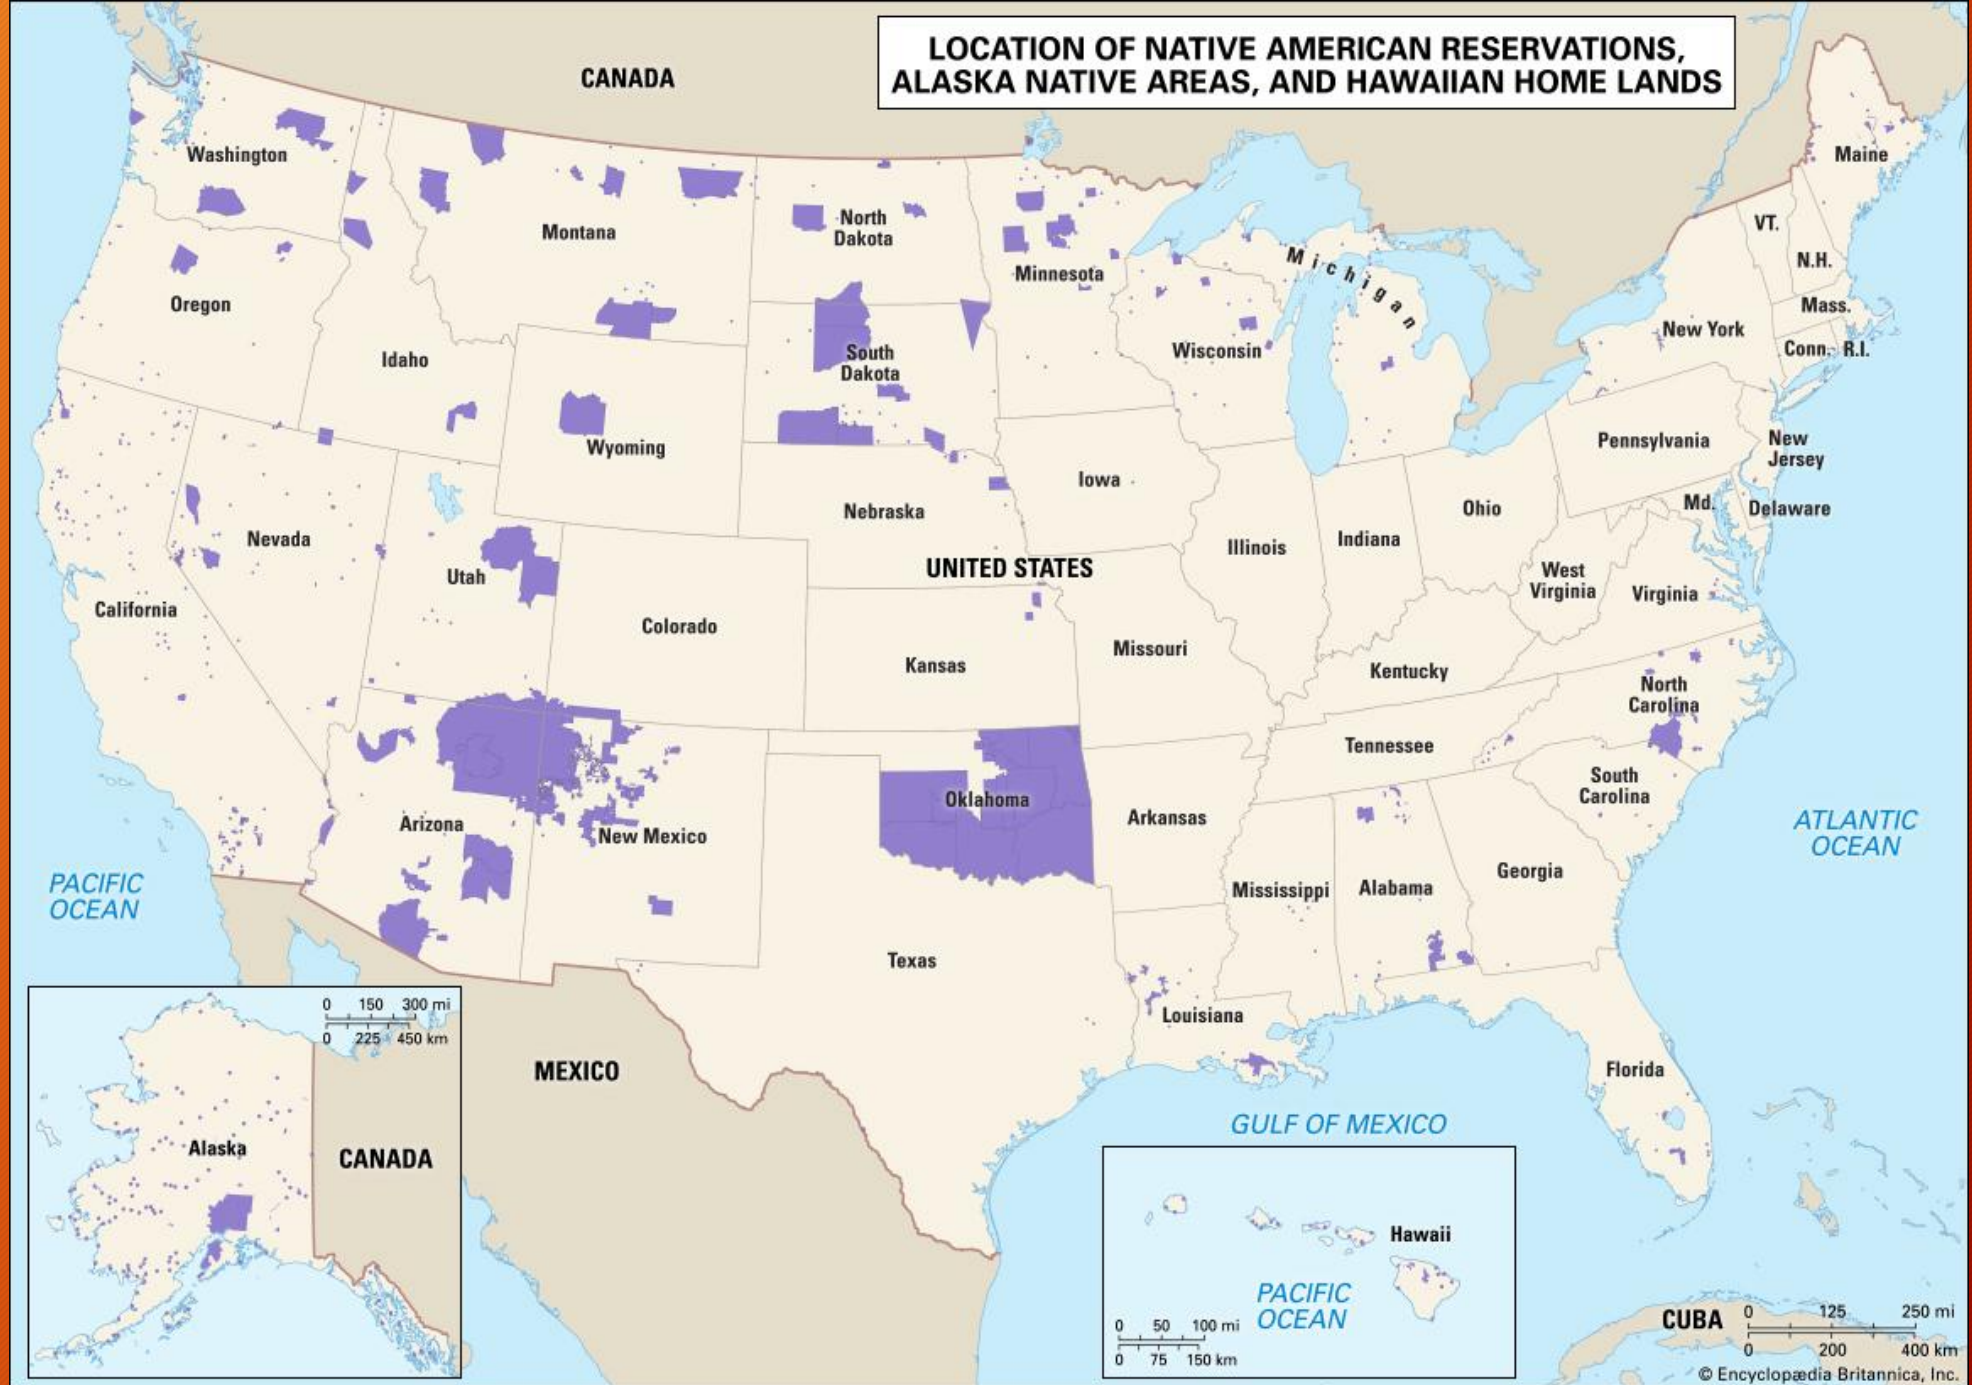 LOCATION OF NATIVE AMERICAN RESERVATIONS,
ALASKA NATIVE AREAS, AND HAWAIIAN HOME LANDS
CANADA
Washington
Montana
North
Dakota
Minnesota
Michigan
Maine
VT.
N.H.
Mass.
New York
Conn.
R.I.
Oregon
Idaho
South
Dakota
Wisconsin
Wyoming
Iowa
Pennsylvania
New
Jersey
Md.
Delaware
Nebraska
Nevada
Utah
UNITED STATES
Illinois
Indiana
Ohio
West
Virginia
Virginia
California
Colorado
Kansas
Missouri
Kentucky
North
Carolina
Tennessee
South
Carolina
Arizona
New Mexico
Oklahoma
Arkansas
ATLANTIC
OCEAN
PACIFIC
OCEAN
Mississippi
Alabama
Georgia
Texas
Louisiana
Florida
MEXICO
GULF OF MEXICO
0 150 300 mi
0 225 450 km
Alaska
CANADA
Hawaii
PACIFIC
OCEAN
0 50 100 mi
0 75 150 km
CUBA
0 125 250 mi
0 200 400 km
© Encyclopædia Britannica, Inc.